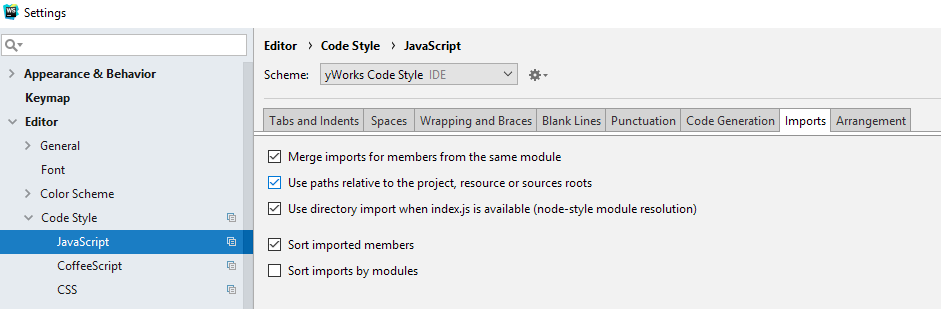 WS
Settings
Appearance & Behavior
Keymap
Editor
General
Font
Color Scheme
Code Style
JavaScript
CoffeeScript
CSS
Editor › Code Style › JavaScript
Scheme: yWorks Code Style IDE
Tabs and Indents Spaces Wrapping and Braces Blank Lines Punctuation Code Generation Imports Arrangement
Merge imports for members from the same module
Use paths relative to the project, resource or sources roots
Use directory import when index.js is available (node-style module resolution)
Sort imported members
Sort imports by modules